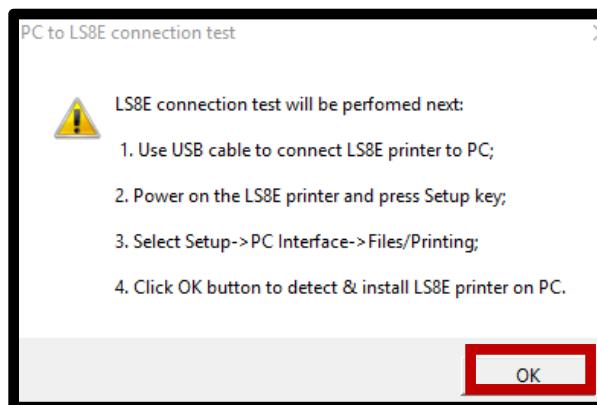 PC to LS8E connection test
LS8E connection test will be perfomed next:
1. Use USB cable to connect LS8E printer to PC;
2. Power on the LS8E printer and press Setup key;
3. Select Setup->PC Interface->Files/Printing;
4. Click OK button to detect & install LS8E printer on PC.
OK